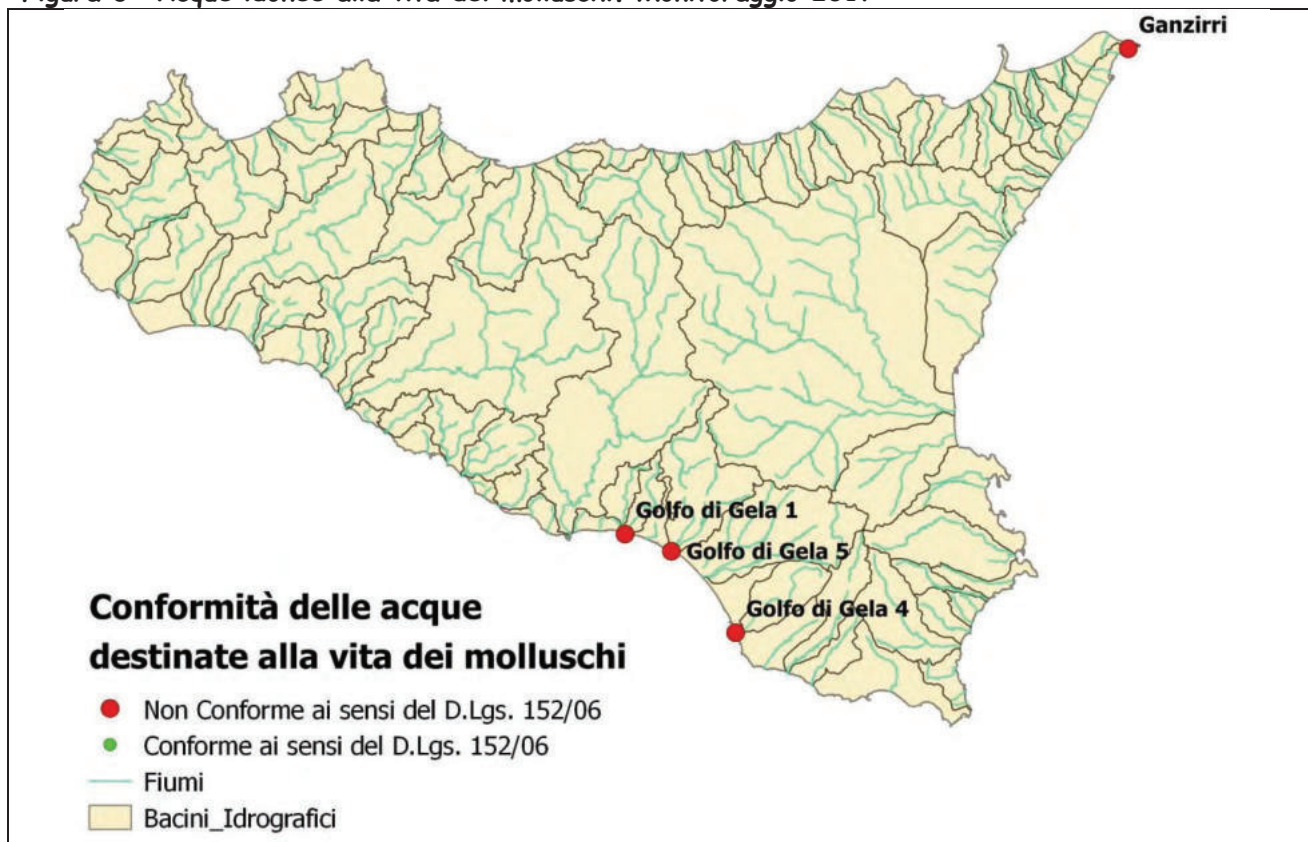 Ganzirri
Golfo di Gela 1
Golfo di Gela 5
Golfo di Gela 4
Conformità delle acque
destinate alla vita dei molluschi
Non Conforme ai sensi del D.Lgs. 152/06
Conforme ai sensi del D.Lgs. 152/06
Fiumi
Bacini_Idrografici